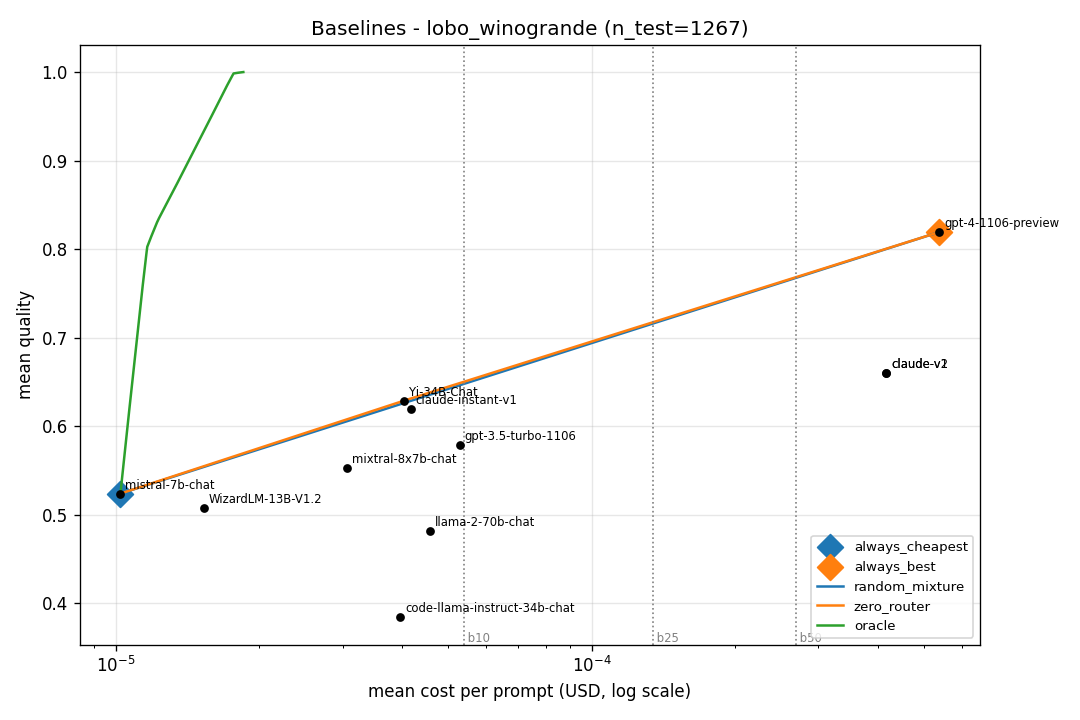 Baselines - lobo_winogrande (n_test=1267)
mean quality
1.0
0.9
0.8
0.7
0.6
0.5
0.4
gpt-4-1106-preview
claude-v2
Yi-34B-Chat
claude-instant-v1
gpt-3.5-turbo-1106
mixtral-8x7b-chat
mistral-7b-chat
WizardLM-13B-V1.2
llama-2-70b-chat
code-llama-instruct-34b-chat
always_cheapest
always_best
random_mixture
zero_router
oracle
b10
b25
b50
10⁻⁵
10⁻⁴
mean cost per prompt (USD, log scale)